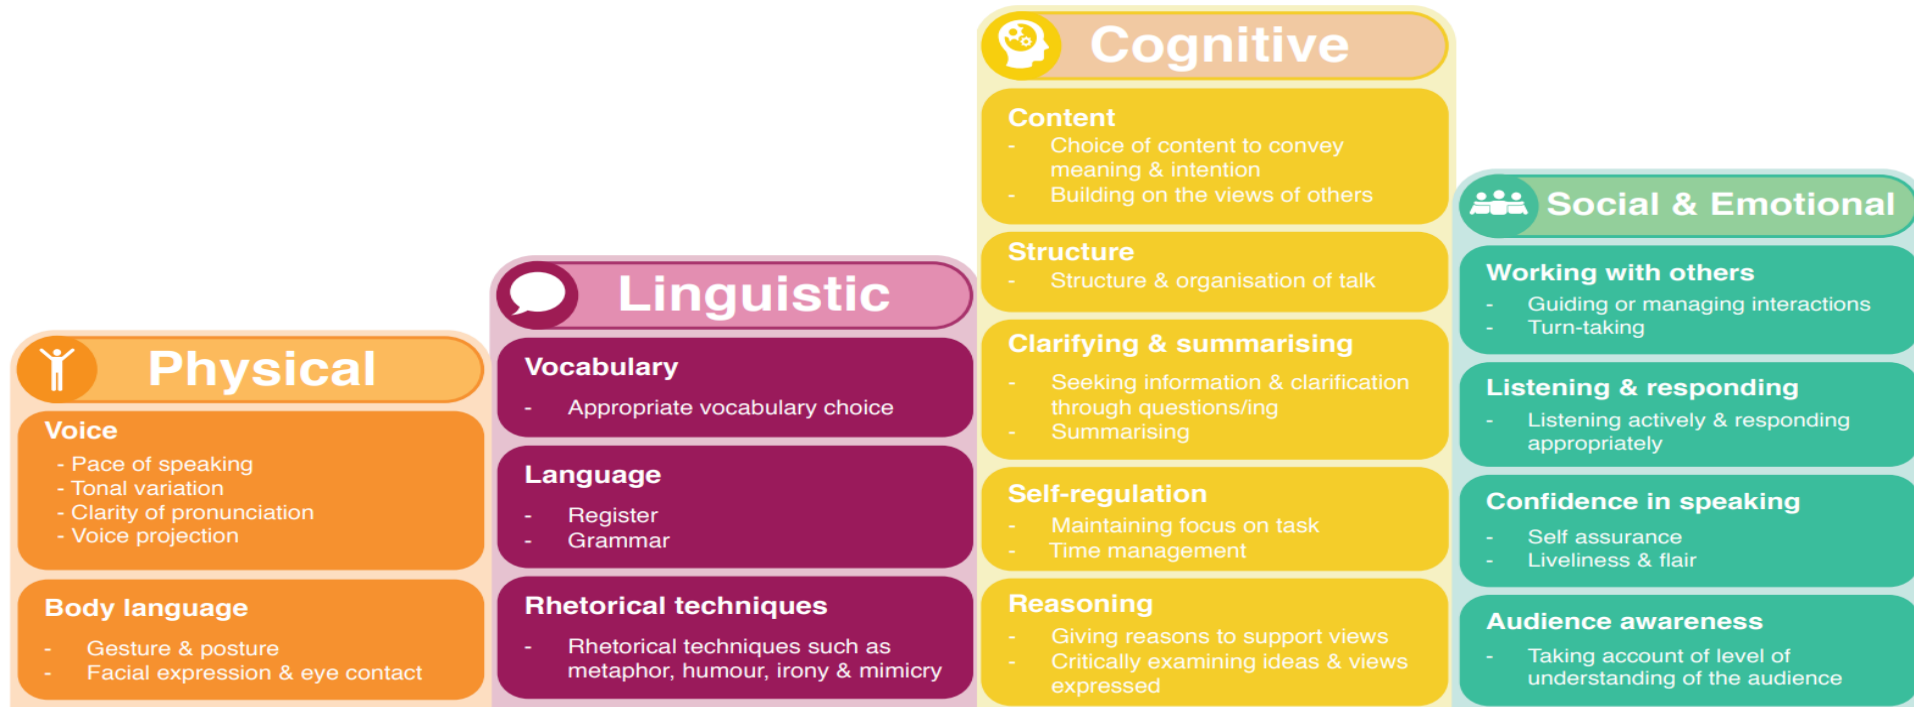 Physical
Voice
- Pace of speaking
- Tonal variation
- Clarity of pronunciation
- Voice projection
Body language
- Gesture & posture
- Facial expression & eye contact
Linguistic
Vocabulary
- Appropriate vocabulary choice
Language
- Register
- Grammar
Rhetorical techniques
- Rhetorical techniques such as
metaphor, humour, irony & mimicry
Cognitive
Content
- Choice of content to convey
meaning & intention
- Building on the views of others
Structure
- Structure & organisation of talk
Clarifying & summarising
- Seeking information & clarification
through questions/ing
- Summarising
Self-regulation
- Maintaining focus on task
- Time management
Reasoning
- Giving reasons to support views
- Critically examining ideas & views
expressed
Social & Emotional
Working with others
- Guiding or managing interactions
- Turn-taking
Listening & responding
- Listening actively & responding
appropriately
Confidence in speaking
- Self assurance
- Liveliness & flair
Audience awareness
- Taking account of level of
understanding of the audience